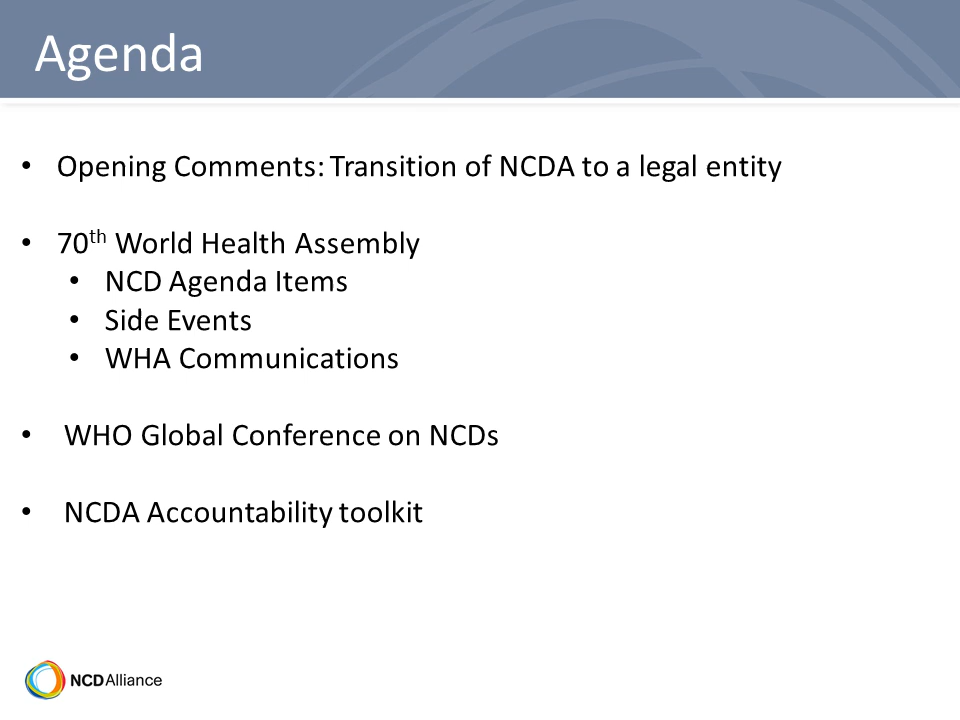 Agenda
• Opening Comments: Transition of NCDA to a legal entity
• 70th World Health Assembly
• NCD Agenda Items
• Side Events
• WHA Communications
• WHO Global Conference on NCDs
• NCDA Accountability toolkit
NCDAlliance